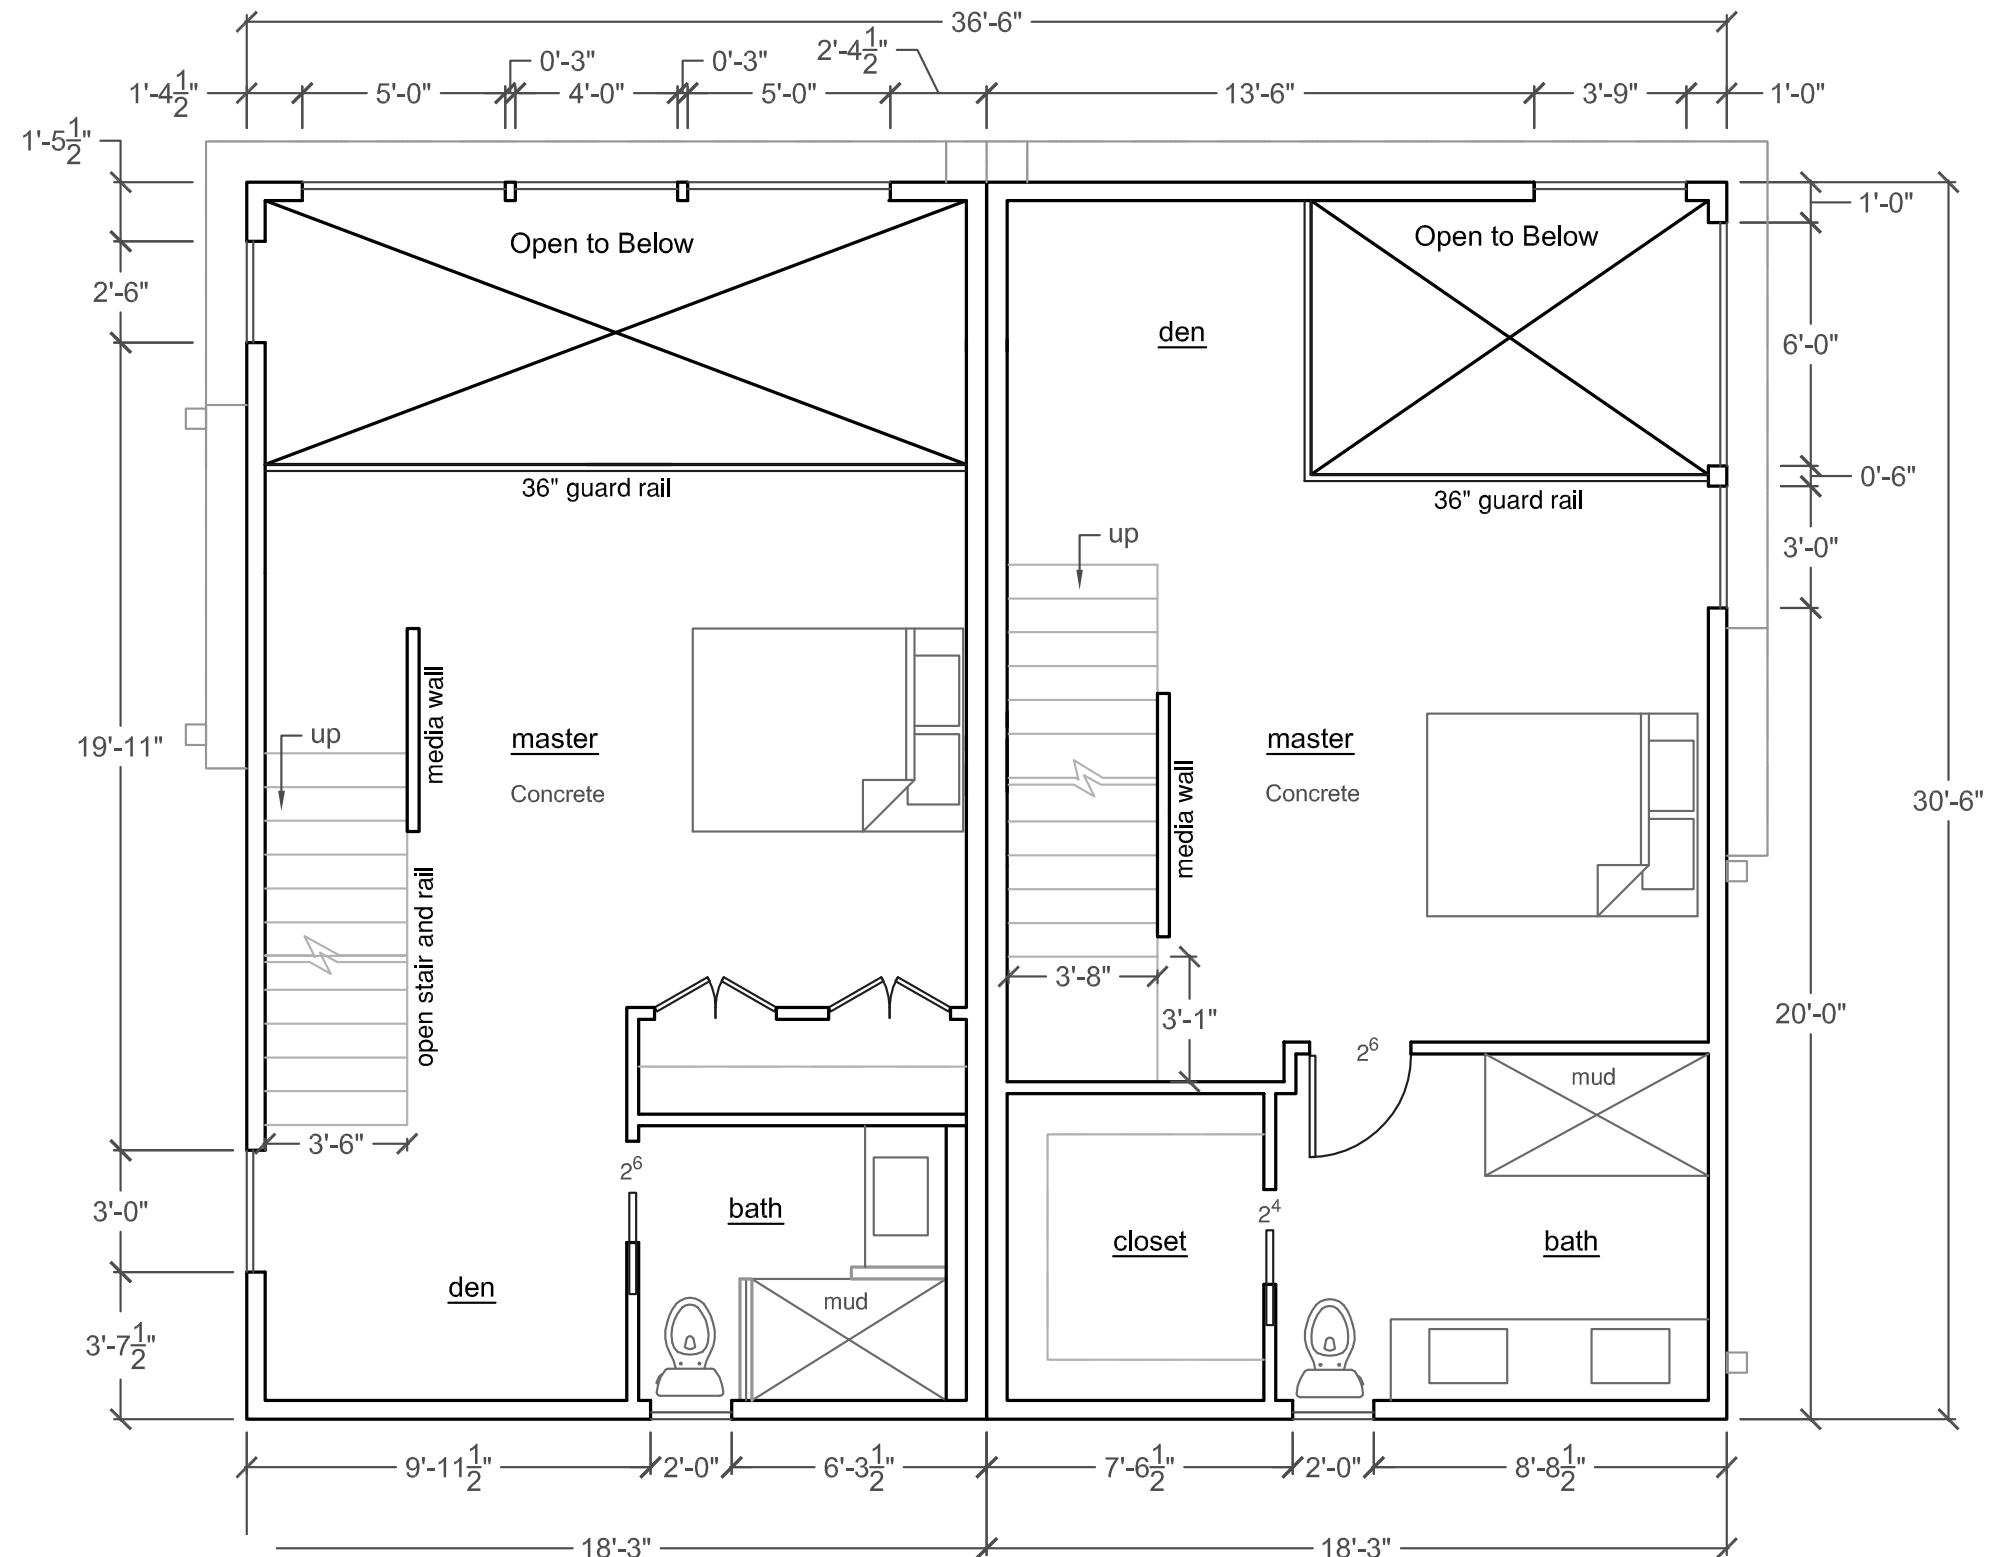 36'-6"
0'-3"
0'-3"
2'-4 1/2"
1'-4 1/2"
5'-0"
4'-0"
5'-0"
13'-6"
3'-9"
1'-0"
1'-5 1/2"
1'-0"
Open to Below
Open to Below
2'-6"
den
6'-0"
36" guard rail
36" guard rail
0'-6"
up
3'-0"
media wall
up
master
master
19'-11"
Concrete
Concrete
media wall
30'-6"
open stair and rail
3'-8"
3'-1"
20'-0"
2⁶
mud
3'-6"
2⁶
bath
2⁴
3'-0"
closet
bath
den
mud
3'-7 1/2"
9'-11 1/2"
2'-0"
6'-3 1/2"
7'-6 1/2"
2'-0"
8'-8 1/2"
18'-3"
18'-3"